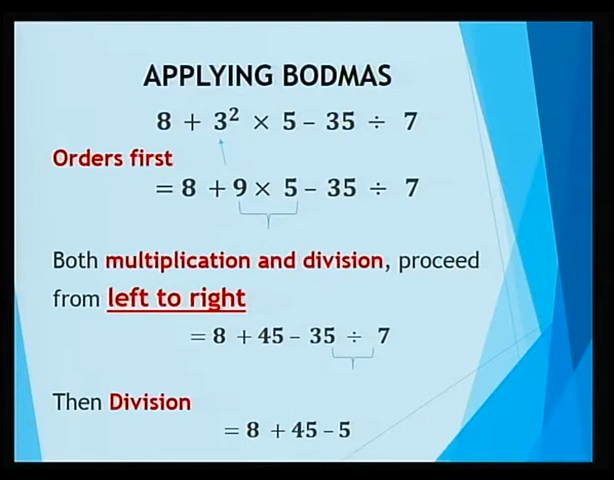 APPLYING BODMAS
8 + 3² × 5 – 35 ÷ 7
Orders first
= 8 + 9 × 5 – 35 ÷ 7
Both multiplication and division, proceed
from left to right
= 8 + 45 – 35 ÷ 7
Then Division
= 8 + 45 – 5